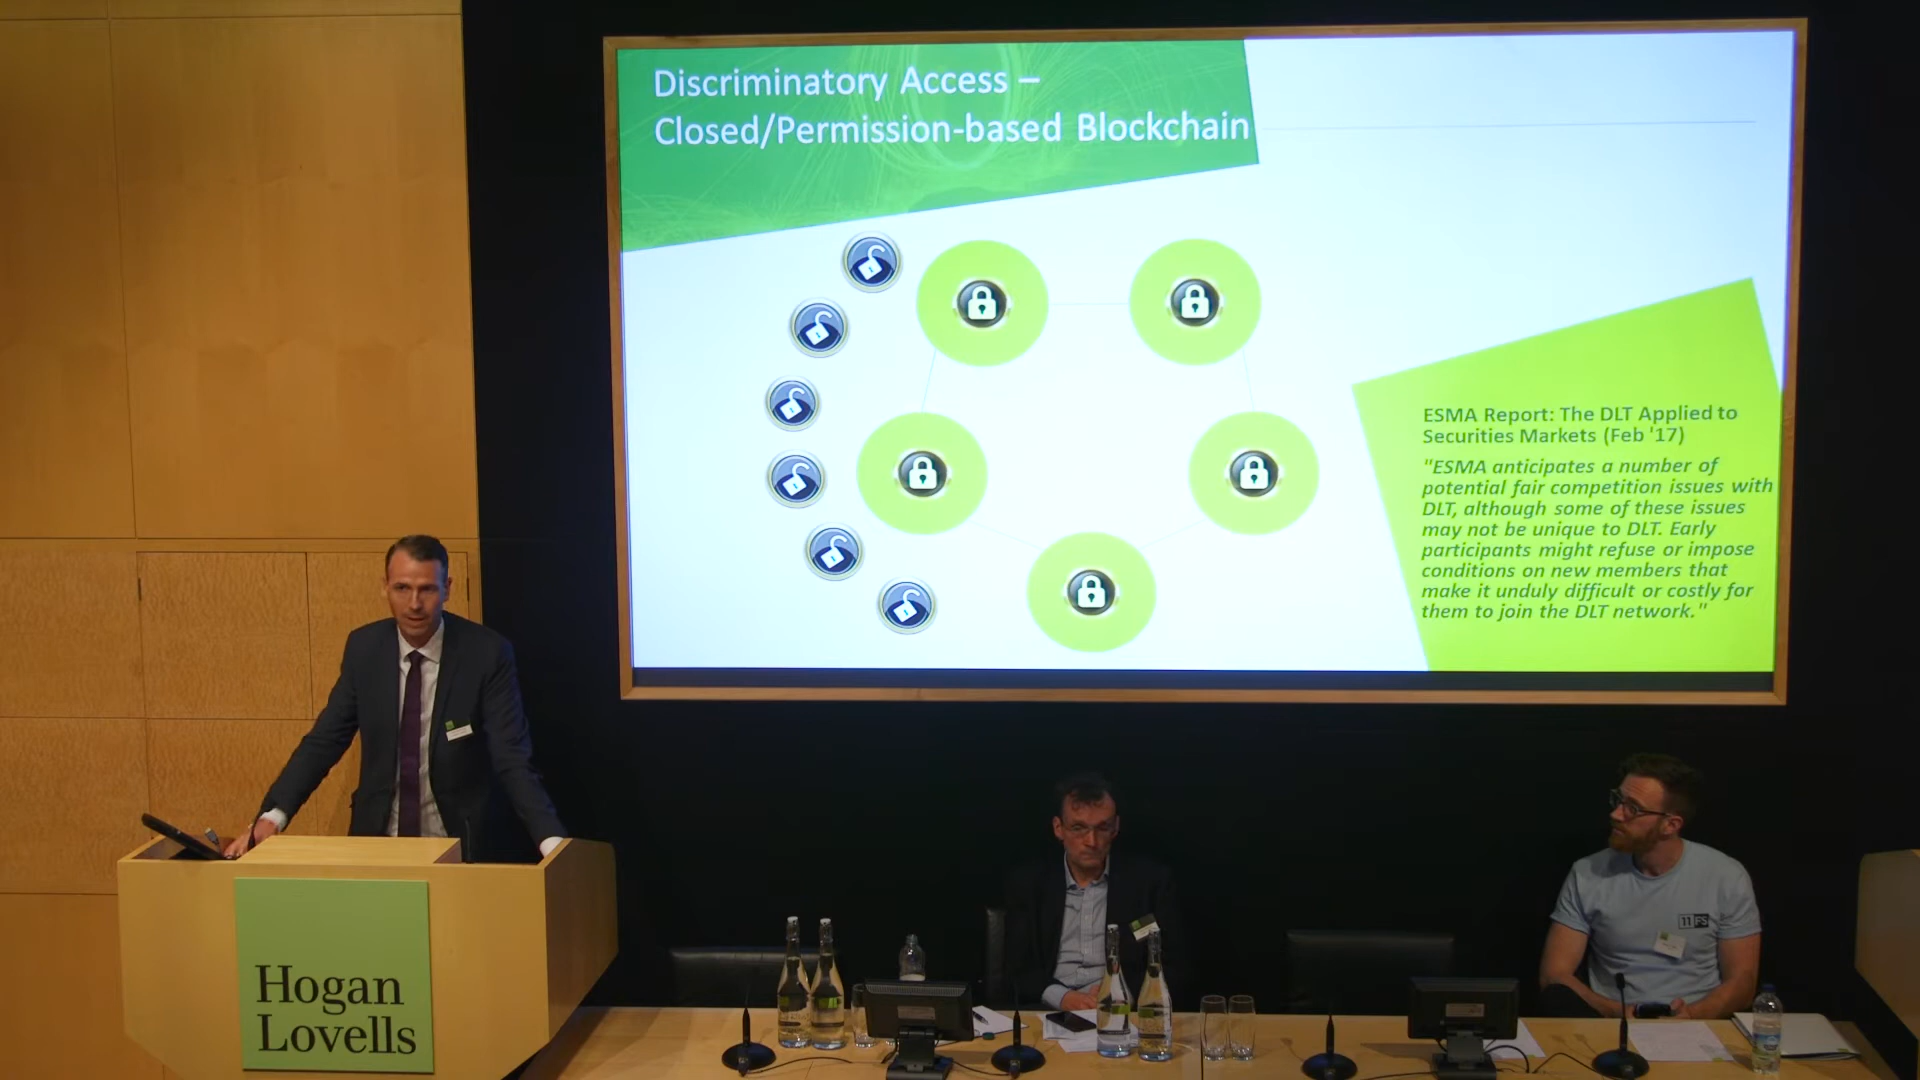 Discriminatory Access –
Closed/Permission-based Blockchain
ESMA Report: The DLT Applied to
Securities Markets (Feb '17)
"ESMA anticipates a number of
potential fair competition issues with
DLT, although some of these issues
may not be unique to DLT. Early
participants might refuse or impose
conditions on new members that
make it unduly difficult or costly for
them to join the DLT network."
11:FS
Hogan
Lovells